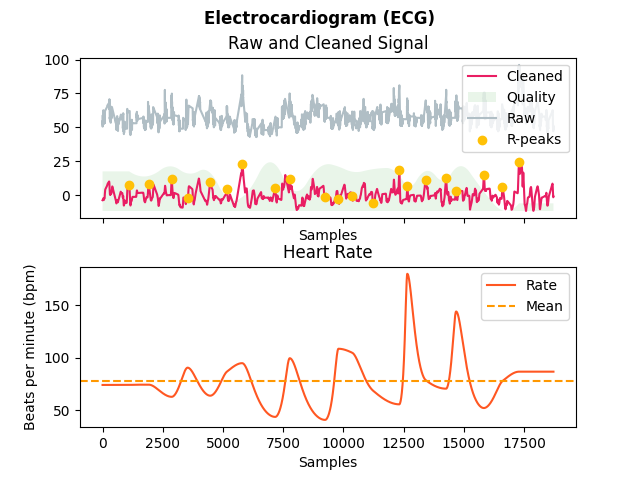 Electrocardiogram (ECG)
Raw and Cleaned Signal
100
75
50
25
0
Cleaned
Quality
Raw
R-peaks
Samples
Heart Rate
Beats per minute (bpm)
150
100
50
Rate
Mean
0 2500 5000 7500 10000 12500 15000 17500
Samples